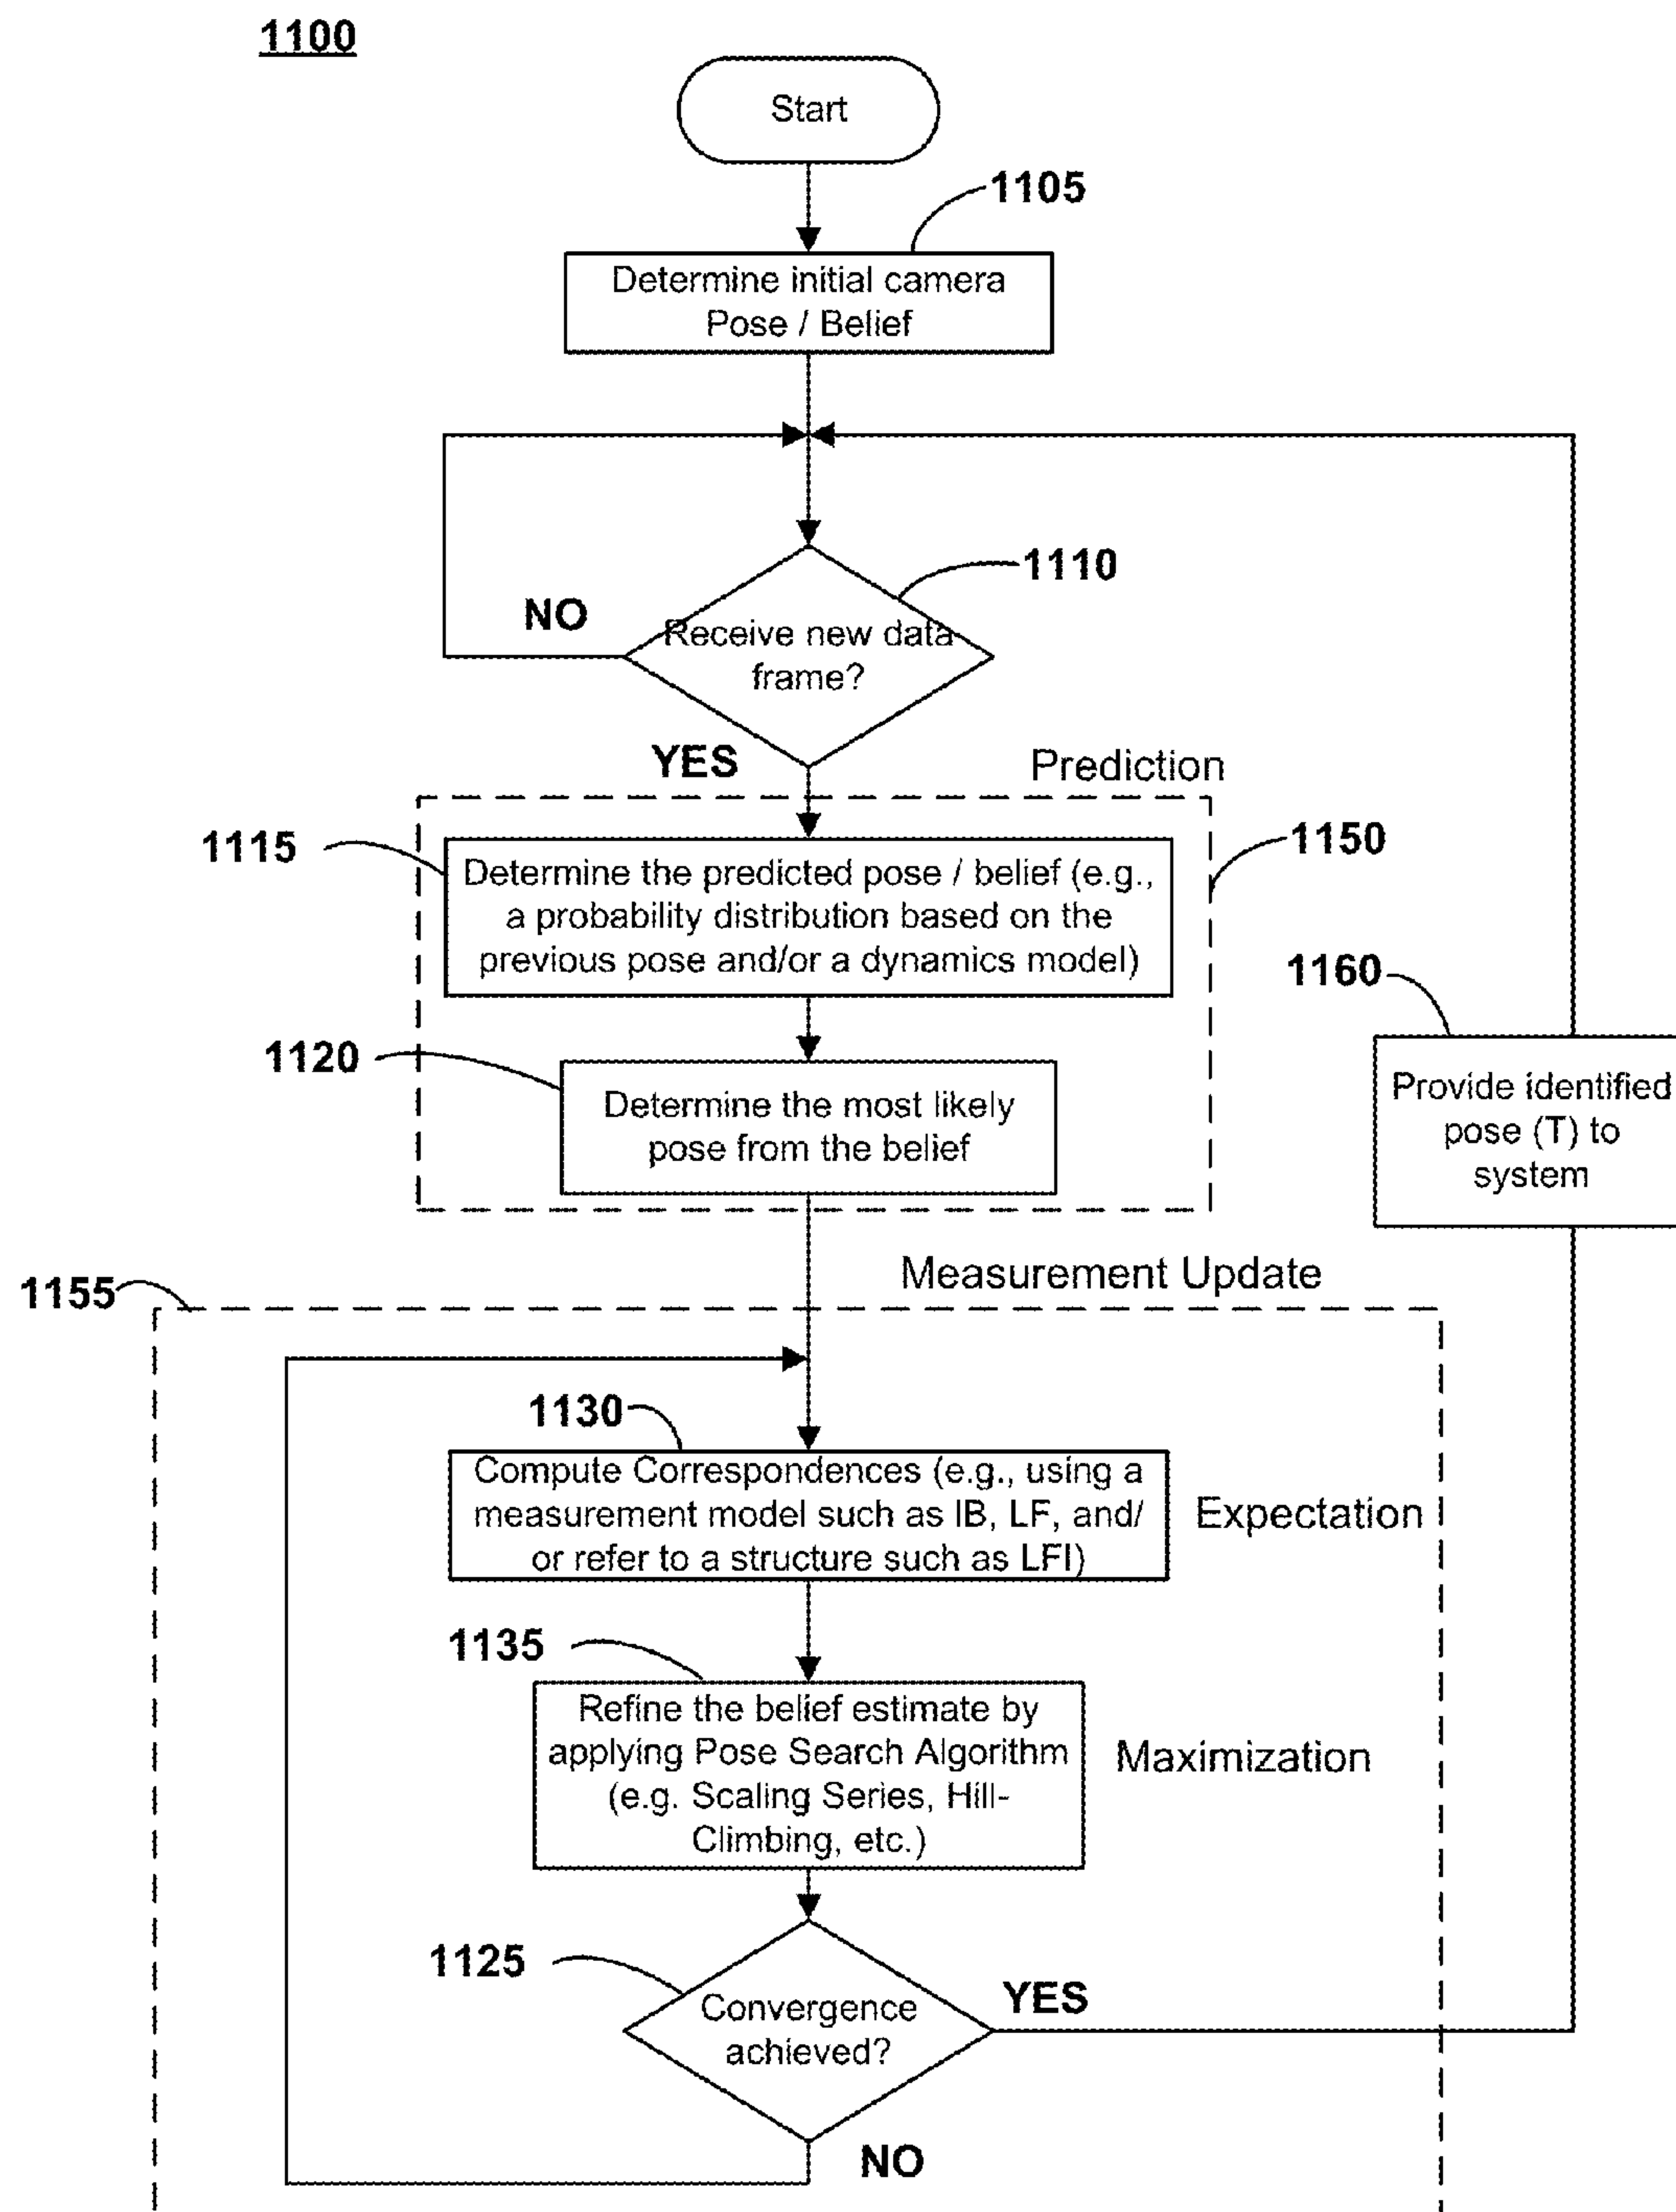 1100
Start
1105
Determine initial camera
Pose / Belief
1110
NO
Receive new data
frame?
YES
Prediction
1115
1150
Determine the predicted pose / belief (e.g.,
a probability distribution based on the
previous pose and/or a dynamics model)
1160
1120
Determine the most likely
pose from the belief
Provide identified
pose (T) to
system
Measurement Update
1155
1130
Compute Correspondences (e.g., using a
measurement model such as IB, LF, and/
or refer to a structure such as LFI)
Expectation
1135
Refine the belief estimate by
applying Pose Search Algorithm
(e.g. Scaling Series, Hill-
Climbing, etc.)
Maximization
1125
Convergence
achieved?
YES
NO